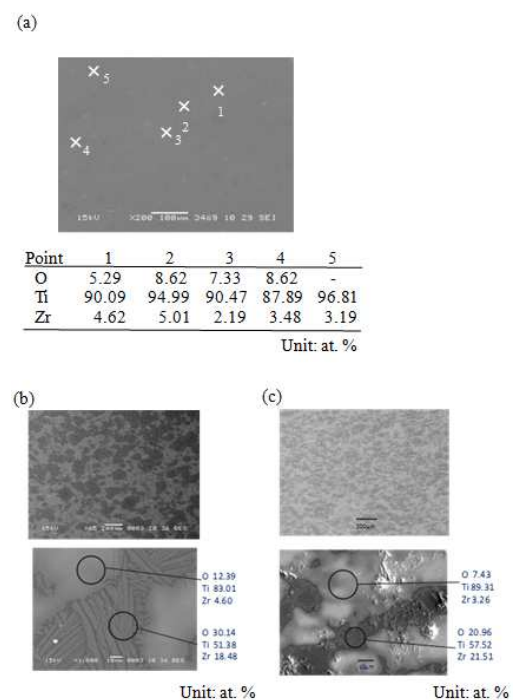 (a)
5
1
2
3
4
15kV X200 100μm 3489 10 29 SEI
Point 1 2 3 4 5
O 5.29 8.62 7.33 8.62 -
Ti 90.09 94.99 90.47 87.89 96.81
Zr 4.62 5.01 2.19 3.48 3.19
Unit: at. %
(b)
(c)
15kV
O 12.39
Ti 83.01
Zr 4.60
O 30.14
Ti 51.38
Zr 18.48
O 7.43
Ti 89.31
Zr 3.26
O 20.96
Ti 57.52
Zr 21.51
Unit: at. %
Unit: at. %